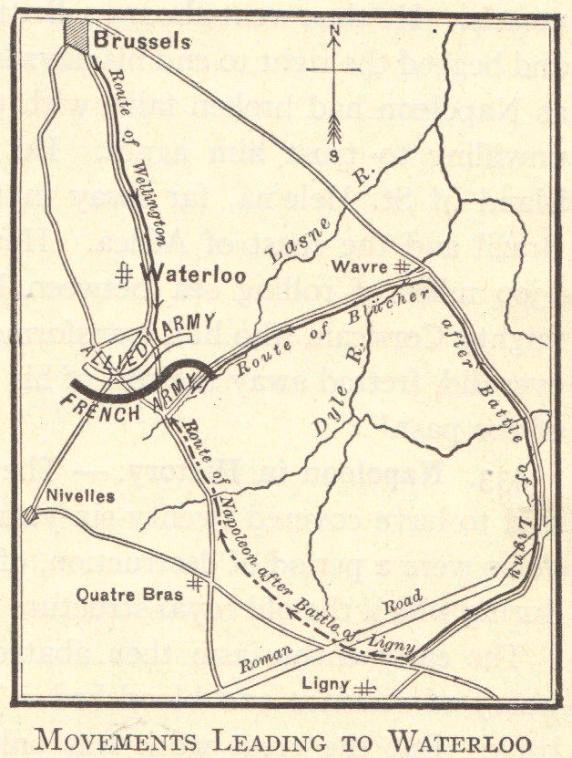 Brussels
N
S
Route of Wellington
Lasne R.
Waterloo
Wavre
ALLIED ARMY
Route of Blücher after Battle of Ligny
FRENCH ARMY
Dyle R.
Route of Napoleon after Battle of Ligny
Nivelles
Quatre Bras
Roman Road
Ligny
MOVEMENTS LEADING TO WATERLOO